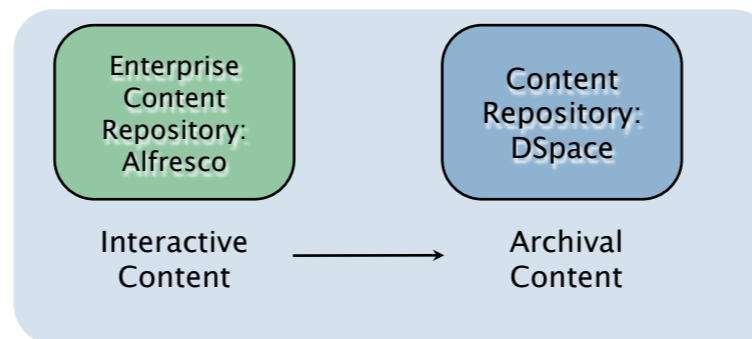 Enterprise
Content
Repository:
Alfresco
Content
Repository:
DSpace
Interactive
Content
Archival
Content